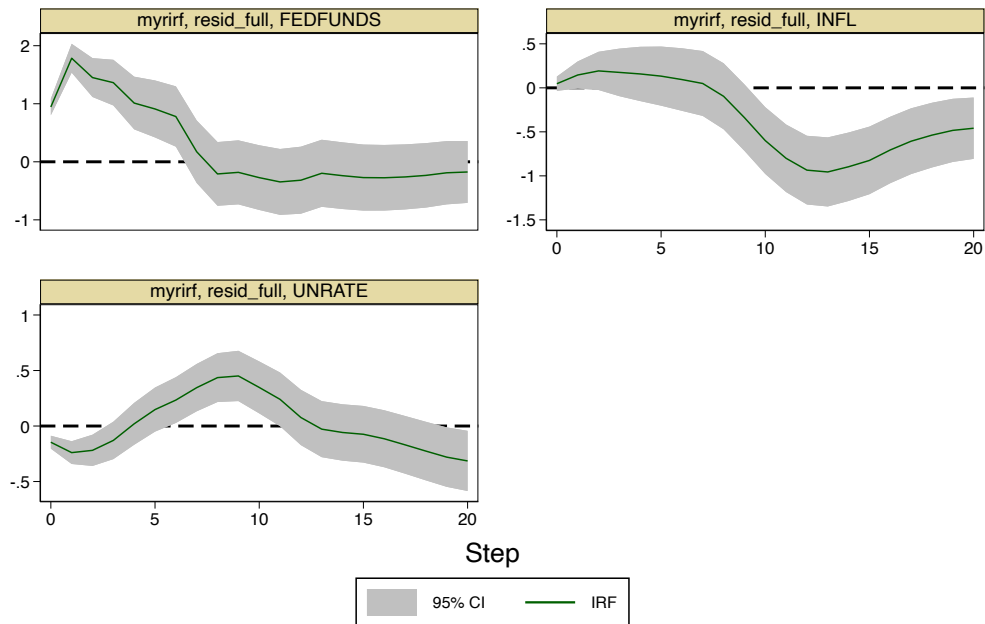 myrirf, resid_full, FEDFUNDS
2
1
0
-1
myrirf, resid_full, INFL
.5
0
-.5
-1
-1.5
0 5 10 15 20
myrirf, resid_full, UNRATE
1
.5
0
-.5
0 5 10 15 20
Step
95% CI IRF